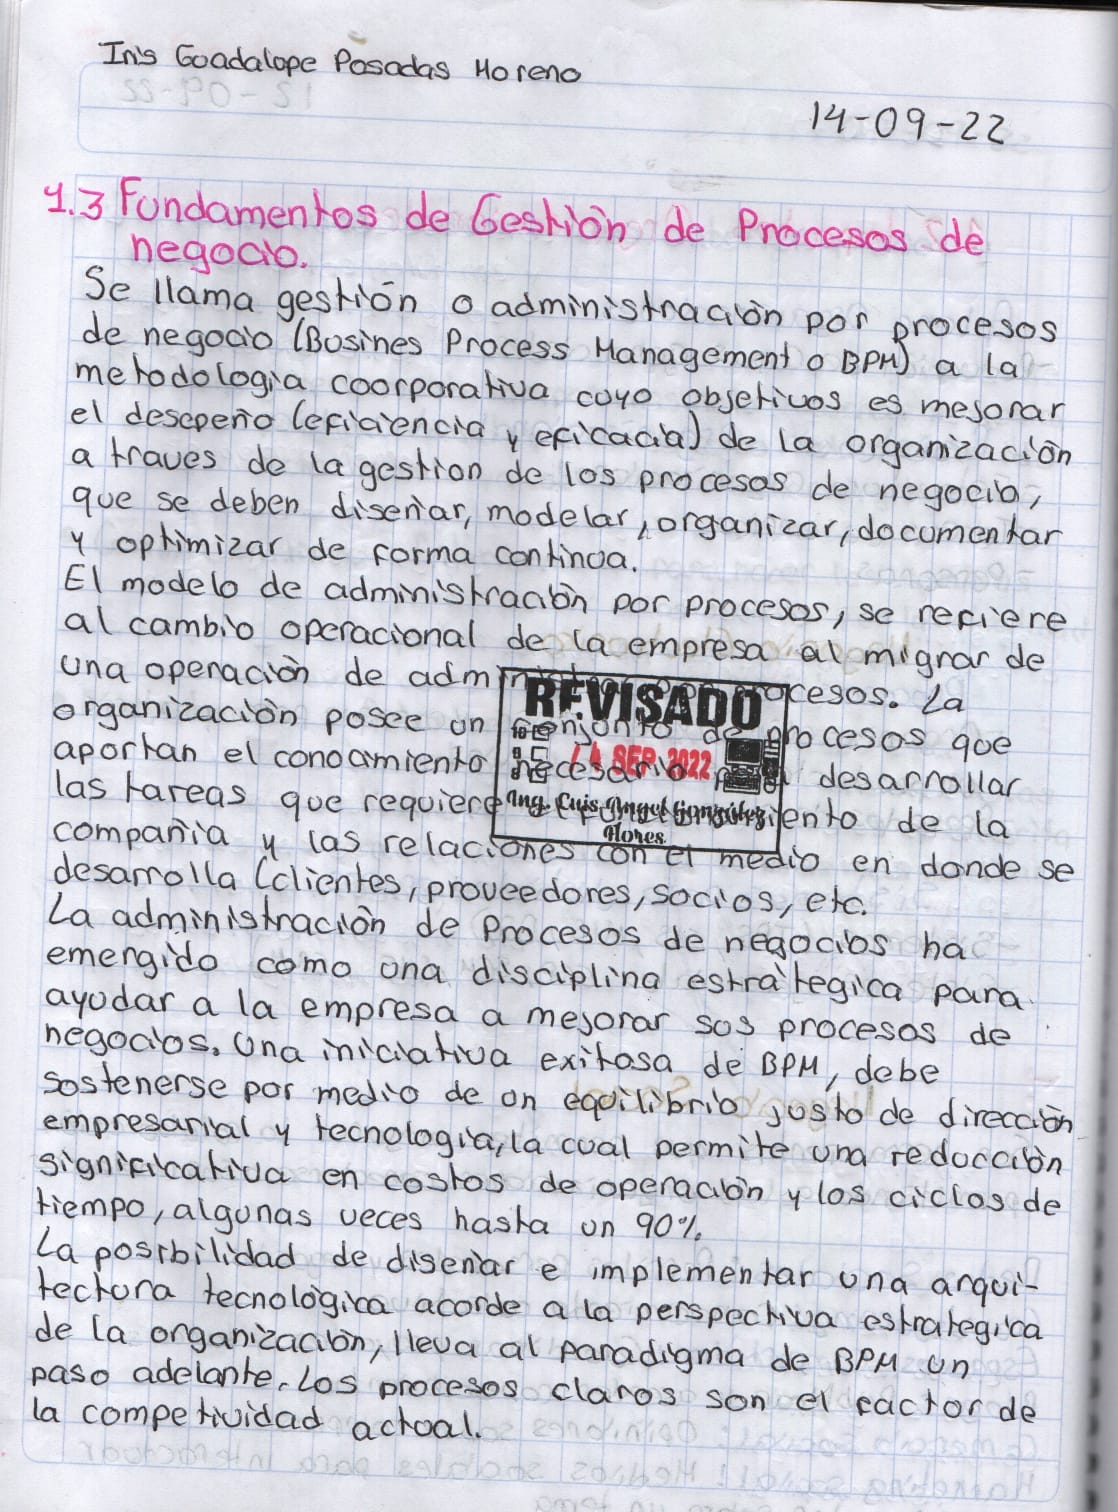 Iris Guadalupe Posadas Moreno
14-09-22
1.3 Fundamentos de Gestión de Procesos de
negocio.
Se llama gestión o administración por procesos
de negocio (Busines Process Management o BPM) a la
metodologia coorporativa cuyo objetivos es mejorar
el desepeño (eficiencia y eficacia) de la organización
a traves de la gestion de los procesos de negocio,
que se deben diseñar, modelar, organizar, documentar
y optimizar de forma continua.
El modelo de administración por procesos, se refiere
al cambio operacional de la empresa al migrar de
una operación de administrar por procesos. La
organización posee un conjunto de procesos que
aportan el conocimiento necesario para desarrollar
las tareas que requiere el funcionamiento de la
compañia y las relaciones con el medio en donde se
desarrolla (clientes, proveedores, socios, etc.
REVISADO
14 SEP 2022
Ing. Luis Angel González
Flores
La administración de Procesos de negocios ha
emergido como una disciplina estrátegica para
ayudar a la empresa a mejorar sus procesos de
negocios. Una iniciativa exitosa de BPM, debe
sostenerse por medio de un equilibrio justo de dirección
empresarial y tecnologia, la cual permite una reducción
significativa en costos de operación y los ciclos de
tiempo, algunas veces hasta un 90%.
La posibilidad de diseñar e implementar una arqui-
tectura tecnológica acorde a la perspectiva estrategica
de la organización, lleva al paradigma de BPM un
paso adelante. Los procesos claros son el factor de
la competividad actual.